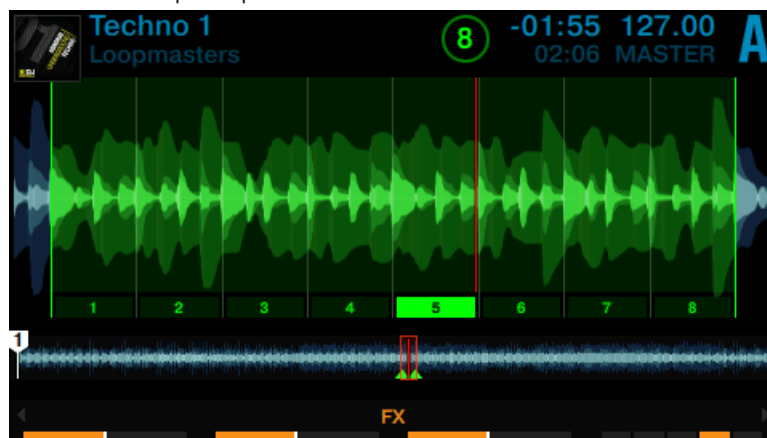 Techno 1
Loopmasters
8
-01:55 127.00
02:06 MASTER
A
1 2 3 4 5 6 7 8
1
FX